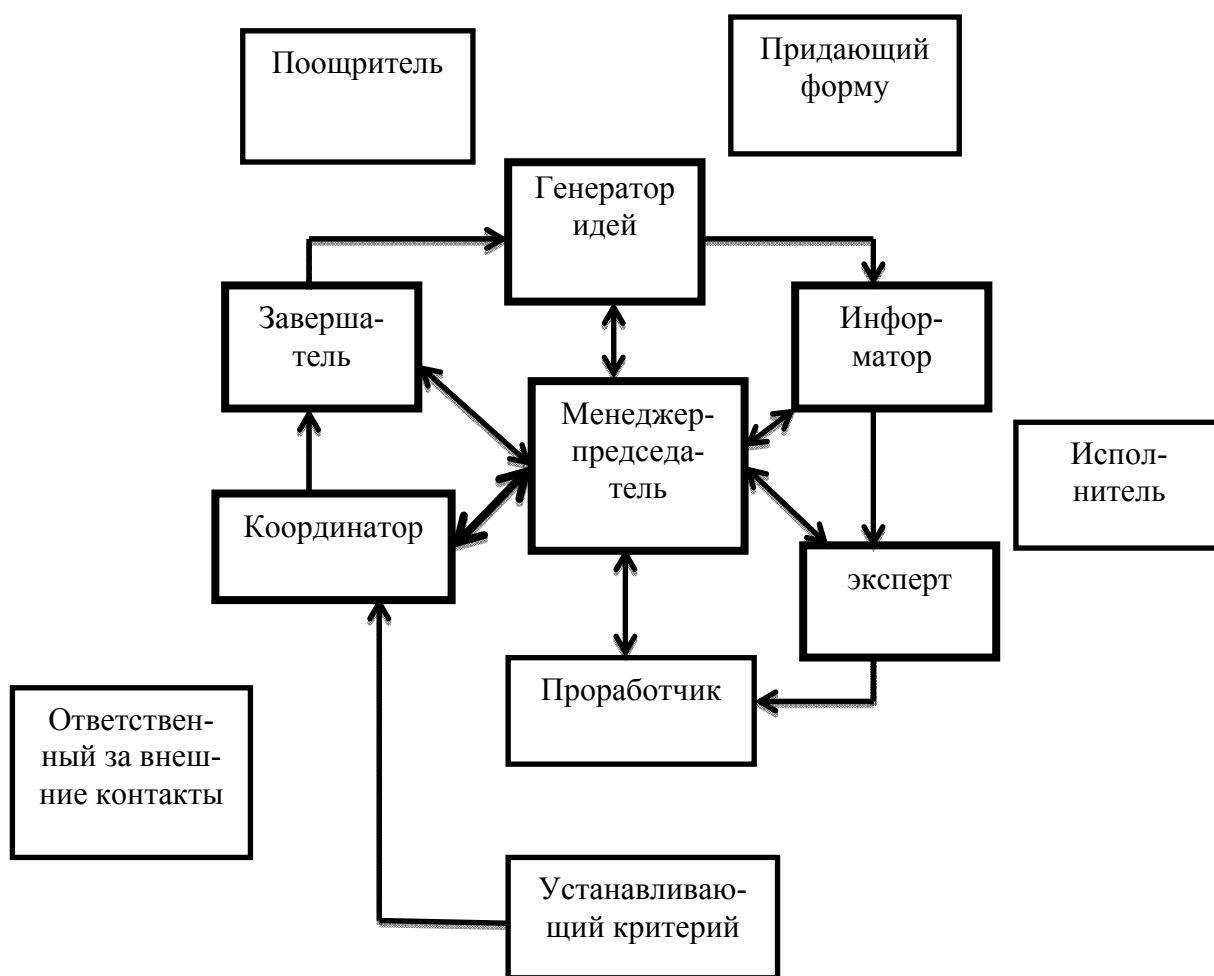 Поощритель
Придающий
форму
Генератор
идей
Заверша-
тель
Инфор-
матор
Менеджер-
председа-
тель
Испол-
нитель
Координатор
эксперт
Проработчик
Ответствен-
ный за внеш-
ние контакты
Устанавливаю-
щий критерий